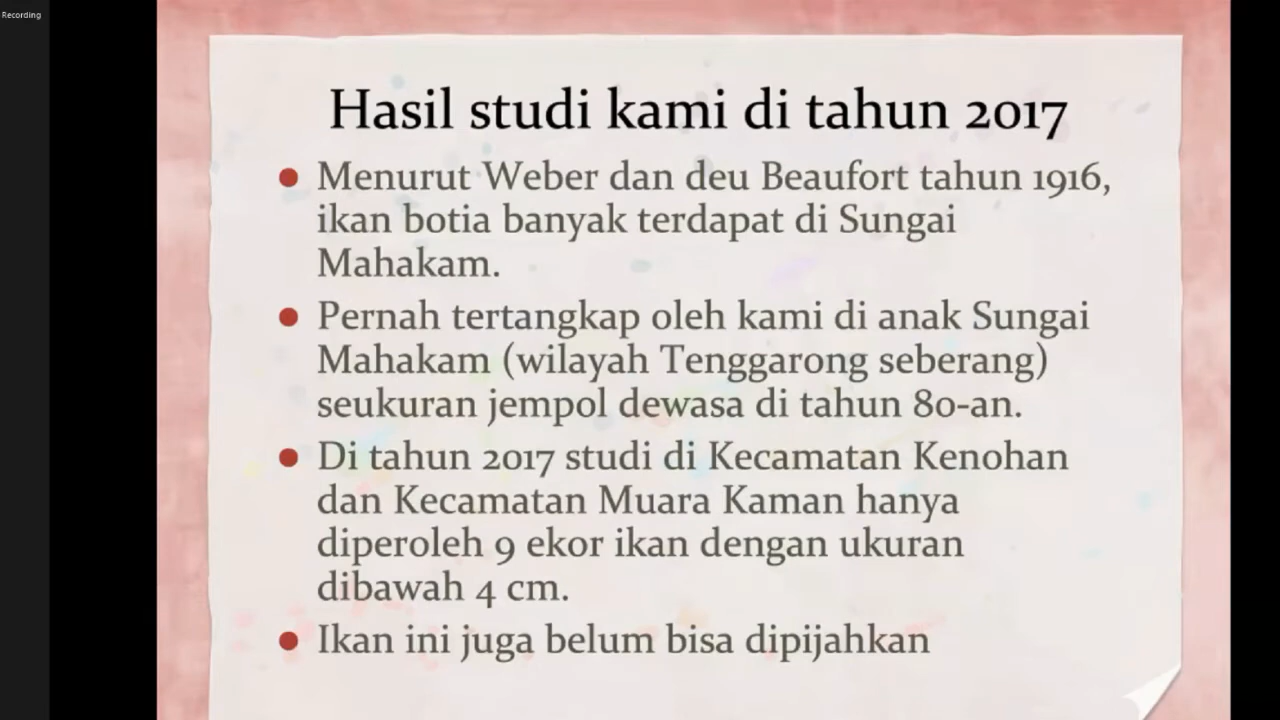 Recording
Hasil studi kami di tahun 2017
• Menurut Weber dan deu Beaufort tahun 1916,
ikan botia banyak terdapat di Sungai
Mahakam.
• Pernah tertangkap oleh kami di anak Sungai
Mahakam (wilayah Tenggarong seberang)
seukuran jempol dewasa di tahun 80-an.
• Di tahun 2017 studi di Kecamatan Kenohan
dan Kecamatan Muara Kaman hanya
diperoleh 9 ekor ikan dengan ukuran
dibawah 4 cm.
• Ikan ini juga belum bisa dipijahkan